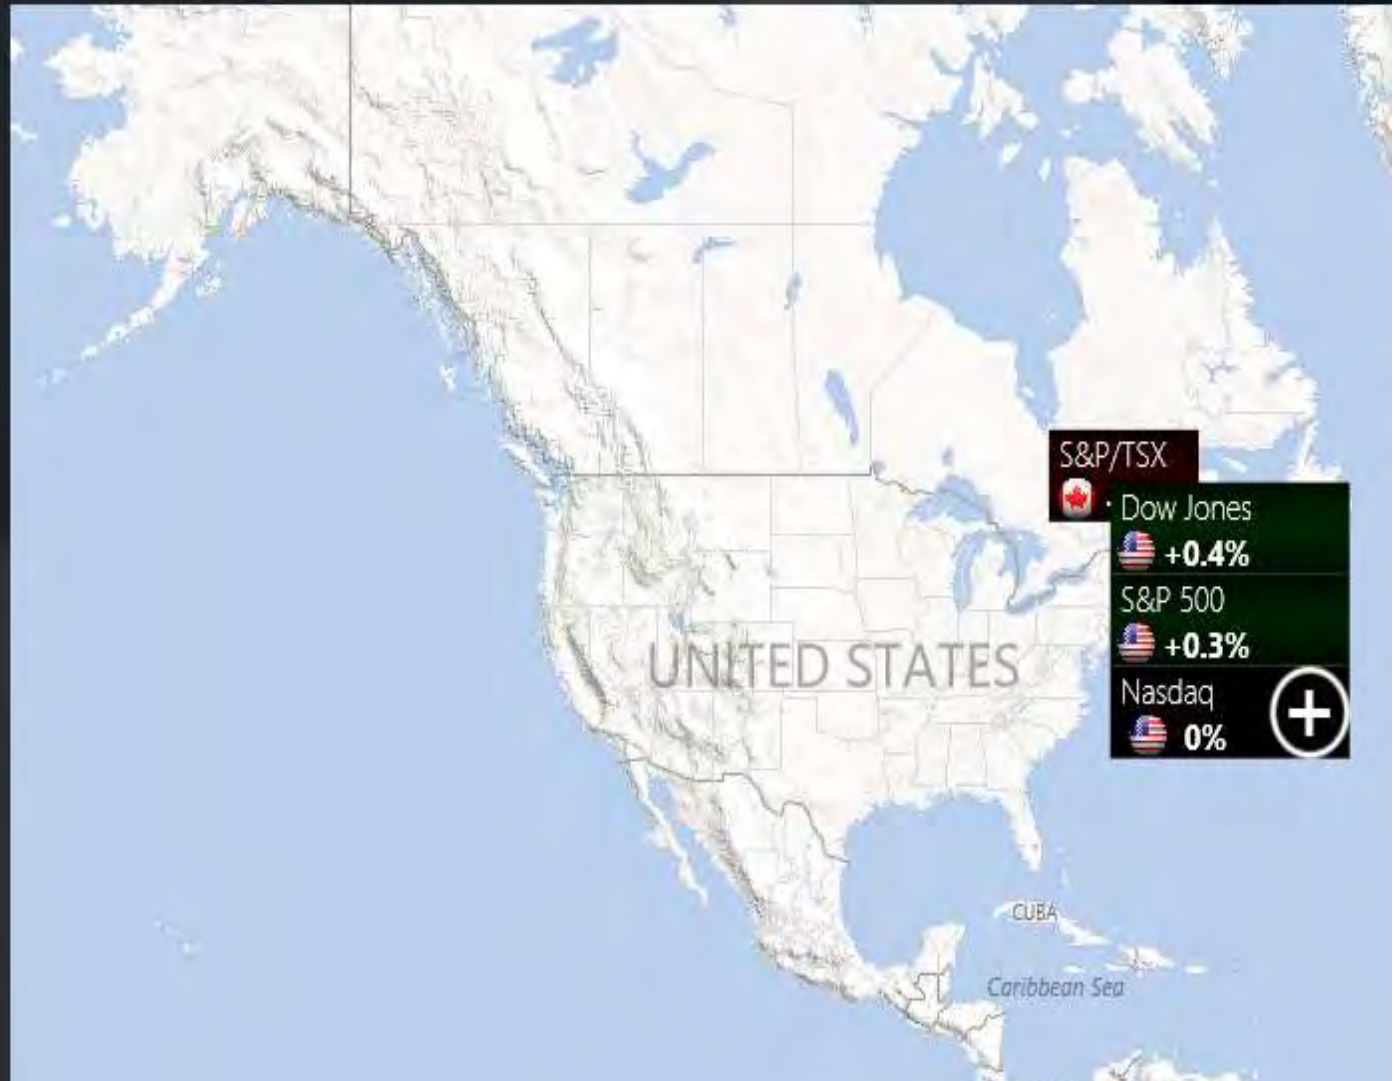 S&P/TSX
Dow Jones
+0.4%
S&P 500
+0.3%
Nasdaq
0%
UNITED STATES
CUBA
Caribbean Sea